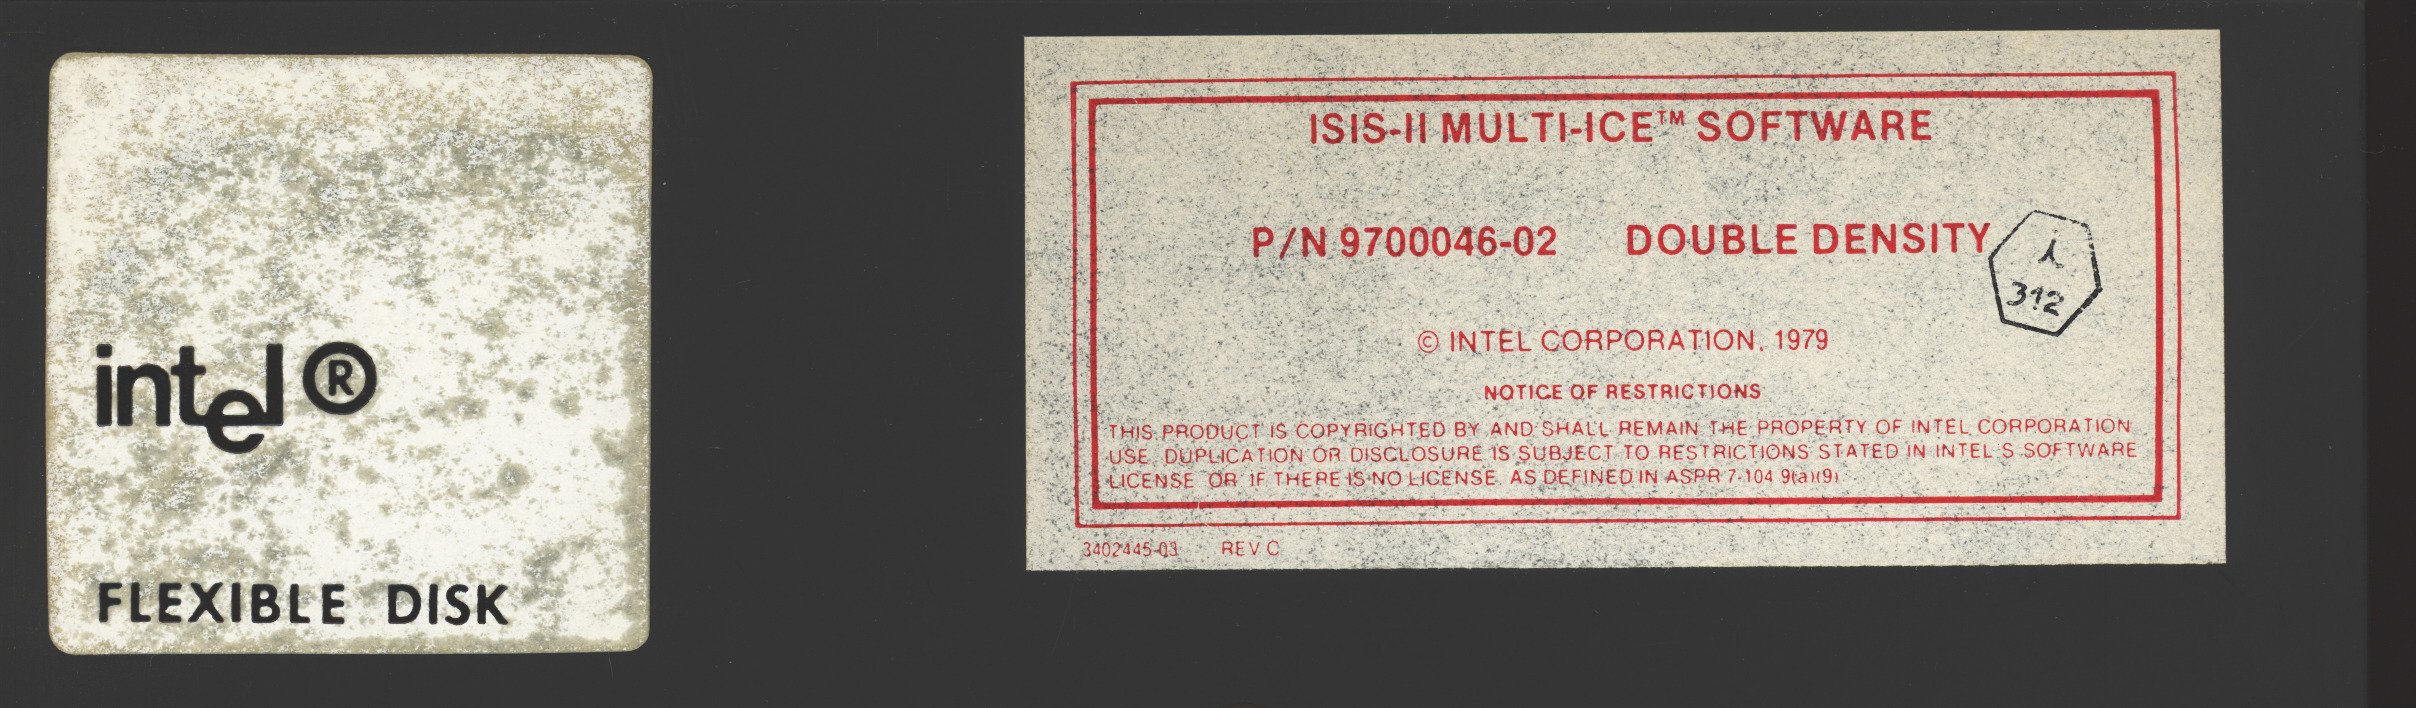 intel®
FLEXIBLE DISK
ISIS-II MULTI-ICE™ SOFTWARE
P/N 9700046-02 DOUBLE DENSITY
i
312
© INTEL CORPORATION, 1979
NOTICE OF RESTRICTIONS
THIS PRODUCT IS COPYRIGHTED BY AND SHALL REMAIN THE PROPERTY OF INTEL CORPORATION
USE, DUPLICATION OR DISCLOSURE IS SUBJECT TO RESTRICTIONS STATED IN INTEL'S SOFTWARE
LICENSE, OR IF THERE IS NO LICENSE, AS DEFINED IN ASPR 7-104 9(a)(9)
3402445-03 REV C